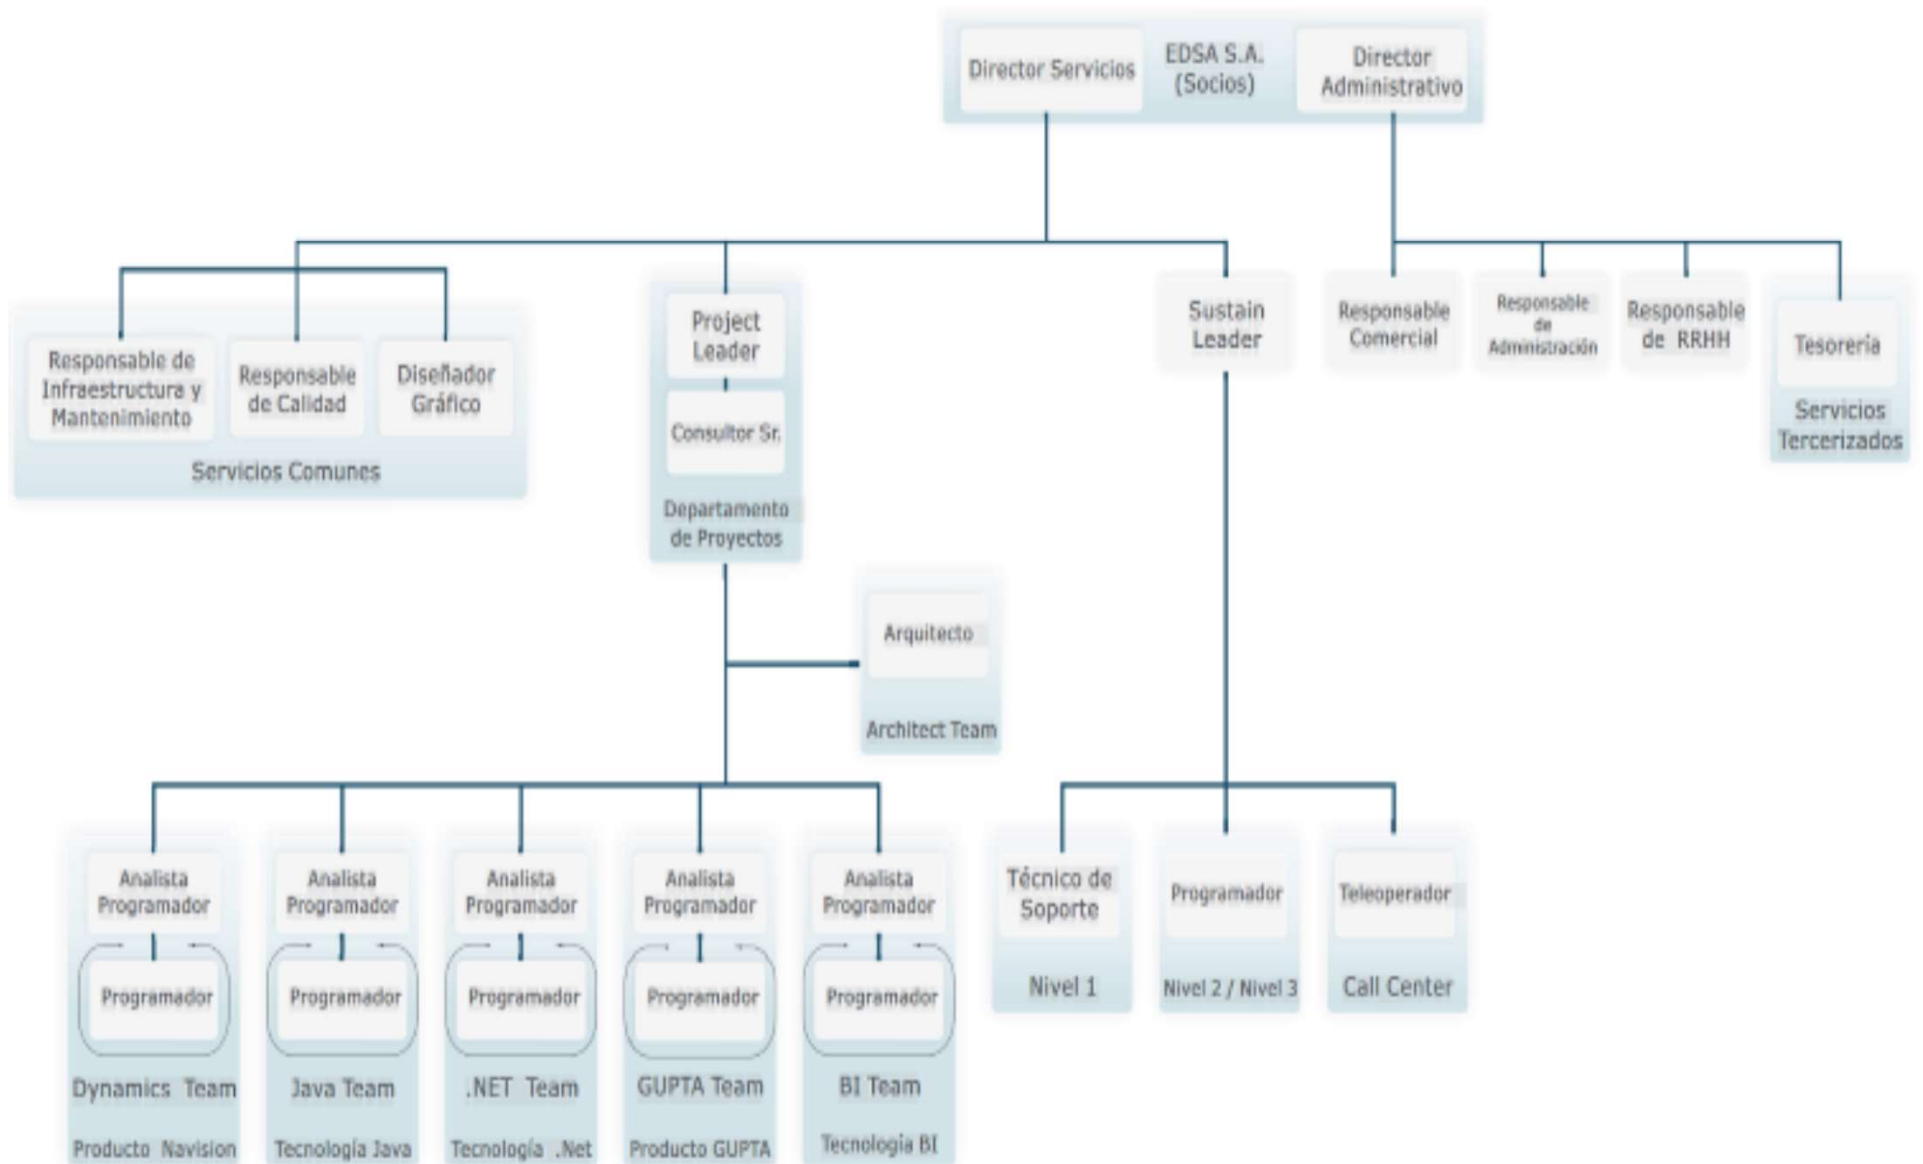 Director Servicios
EDSA S.A.
(Socios)
Director
Administrativo
Responsable de
Infraestructura y
Mantenimiento
Responsable
de Calidad
Diseñador
Gráfico
Servicios Comunes
Project
Leader
Consultor Sr.
Departamento
de Proyectos
Sustain
Leader
Responsable
Comercial
Responsable
de
Administración
Responsable
de RRHH
Tesorería
Servicios
Tercerizados
Arquitecto
Architect Team
Analista
Programador
Programador
Dynamics Team
Producto Navision
Analista
Programador
Programador
Java Team
Tecnología Java
Analista
Programador
Programador
.NET Team
Tecnología .Net
Analista
Programador
Programador
GUPTA Team
Producto GUPTA
Analista
Programador
Programador
BI Team
Tecnología BI
Técnico de
Soporte
Nivel 1
Programador
Nivel 2 / Nivel 3
Teleoperador
Call Center